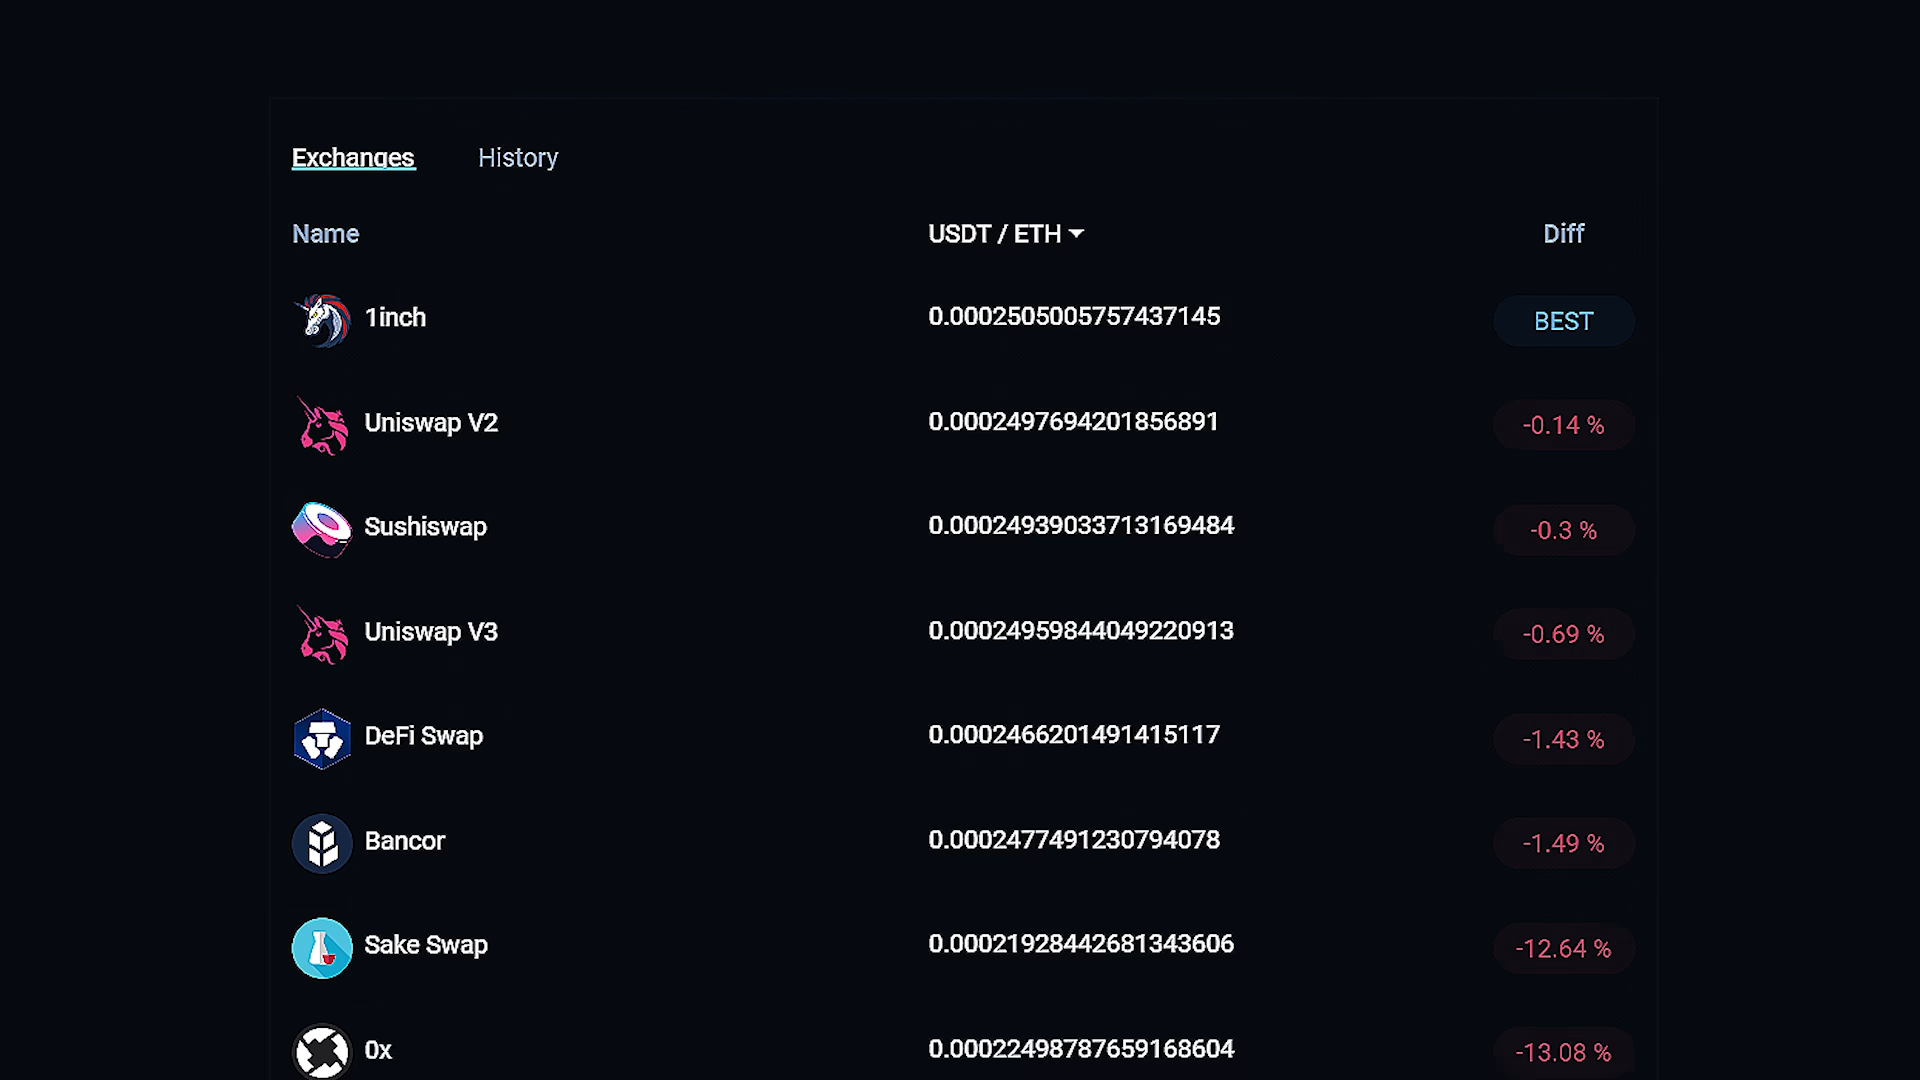 Exchanges History
Name USDT / ETH Diff
1inch 0.0002505005757437145 BEST
Uniswap V2 0.0002497694201856891 -0.14 %
Sushiswap 0.00024939033713169484 -0.3 %
Uniswap V3 0.00024959844049220913 -0.69 %
DeFi Swap 0.0002466201491415117 -1.43 %
Bancor 0.0002477491230794078 -1.49 %
Sake Swap 0.00021928442681343606 -12.64 %
0x 0.00022498787659168604 -13.08 %